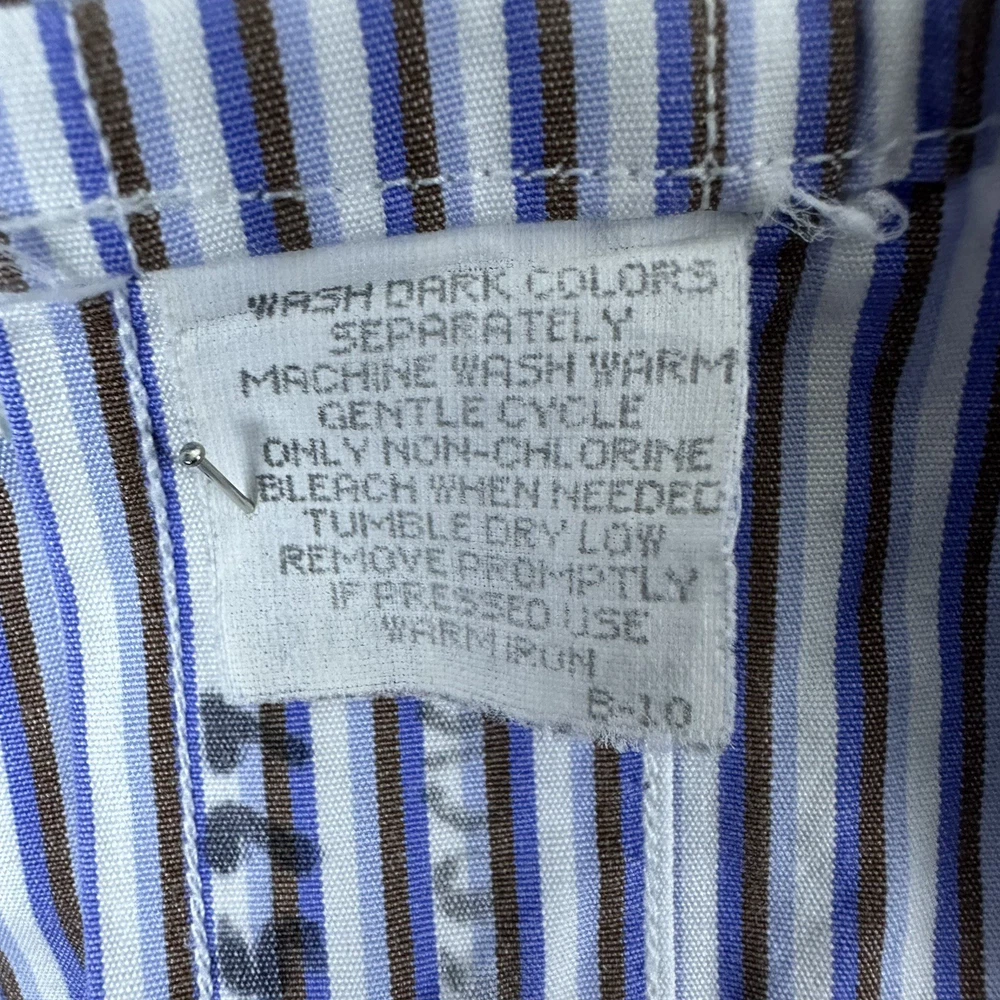 WASH DARK COLORS
SEPARATELY
MACHINE WASH WARM
GENTLE CYCLE
ONLY NON-CHLORINE
BLEACH WHEN NEEDED
TUMBLE DRY LOW
REMOVE PROMPTLY
IF PRESSED USE
WARM IRON
B-10